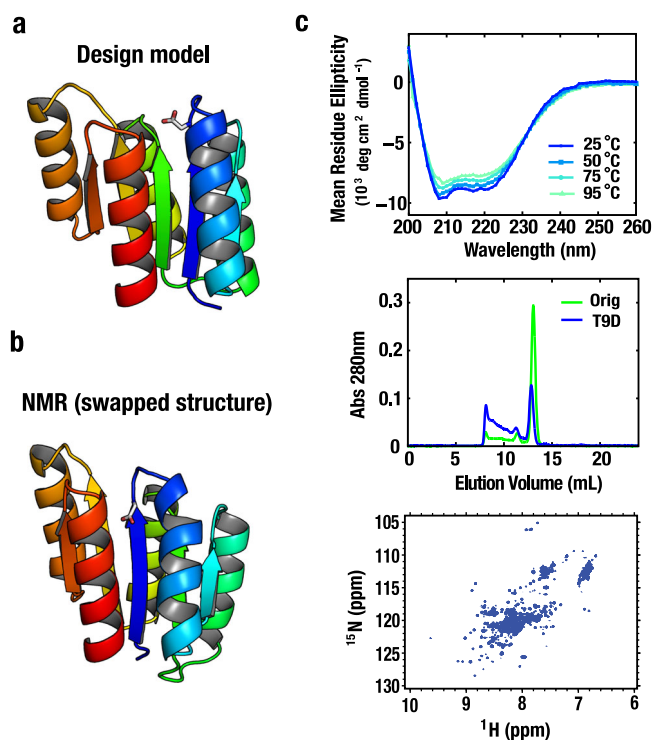 a
Design model
b
NMR (swapped structure)
c
Mean Residue Ellipticity
(10³ deg cm² dmol⁻¹)
0
−5
−10
200 210 220 230 240 250 260
Wavelength (nm)
25 °C
50 °C
75 °C
95 °C
Abs 280nm
0.3
0.2
0.1
0
0 5 10 15 20
Elution Volume (mL)
Orig
T9D
¹⁵N (ppm)
105
110
115
120
125
130
10 9 8 7 6
¹H (ppm)